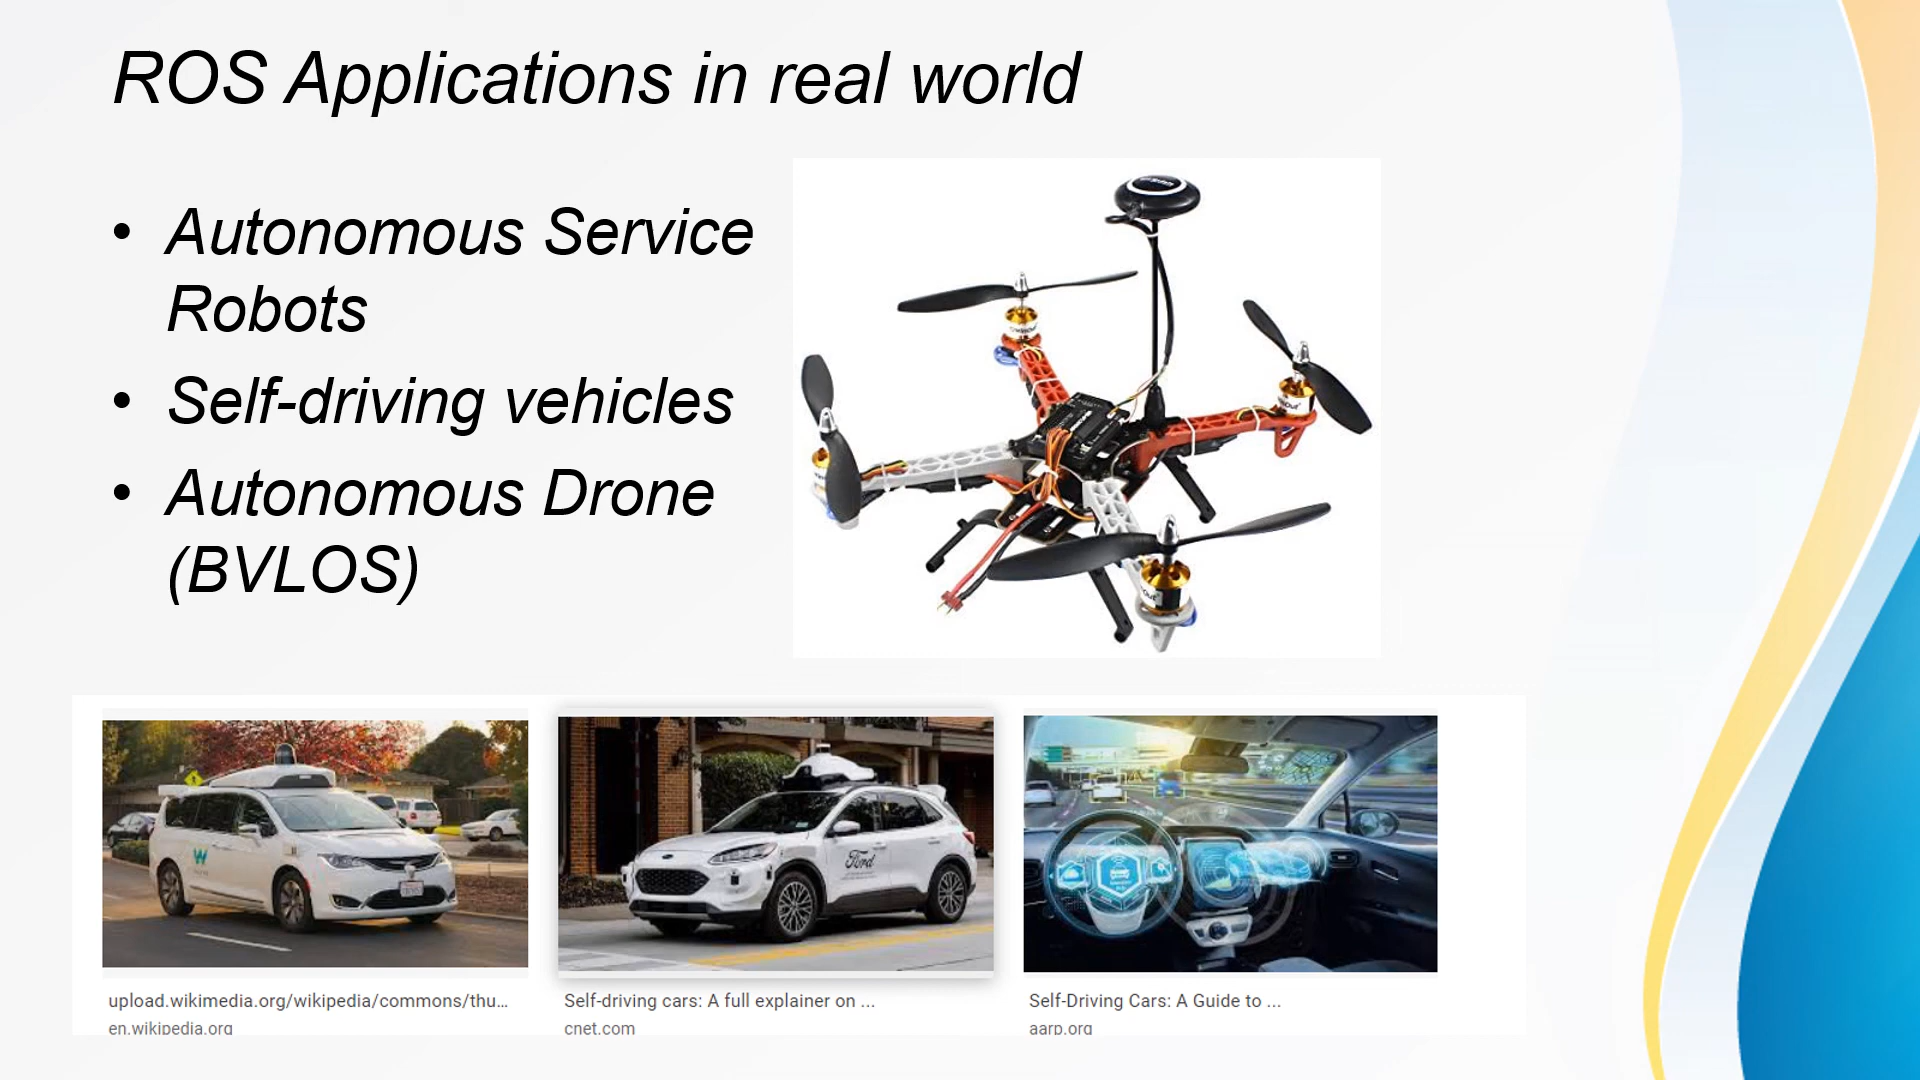 ROS Applications in real world
• Autonomous Service
Robots
• Self-driving vehicles
• Autonomous Drone
(BVLOS)
Ford
upload.wikimedia.org/wikipedia/commons/thu...
en.wikipedia.org
Self-driving cars: A full explainer on ...
cnet.com
Self-Driving Cars: A Guide to ...
aarp.org